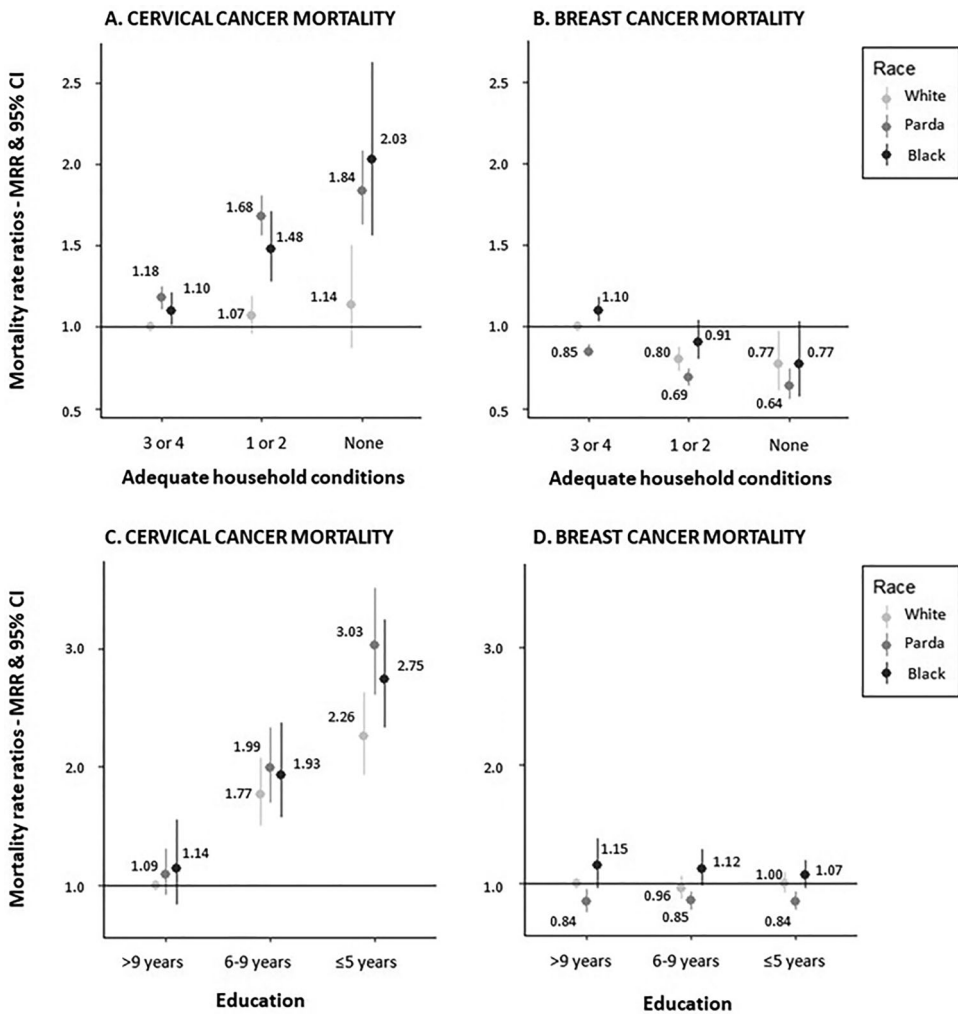 A. CERVICAL CANCER MORTALITY
Mortality rate ratios - MRR & 95% CI
2.5
2.0
1.5
1.0
0.5
1.18
1.10
1.07
1.68
1.48
1.14
1.84
2.03
3 or 4
1 or 2
None
Adequate household conditions
B. BREAST CANCER MORTALITY
2.5
2.0
1.5
1.0
0.5
0.85
1.10
0.80
0.69
0.91
0.77
0.64
0.77
3 or 4
1 or 2
None
Adequate household conditions
Race
White
Parda
Black
C. CERVICAL CANCER MORTALITY
Mortality rate ratios - MRR & 95% CI
3.0
2.0
1.0
1.09
1.14
1.77
1.99
1.93
2.26
3.03
2.75
>9 years
6-9 years
≤5 years
Education
D. BREAST CANCER MORTALITY
3.0
2.0
1.0
0.84
1.15
0.96
0.85
1.12
1.00
0.84
1.07
>9 years
6-9 years
≤5 years
Education
Race
White
Parda
Black